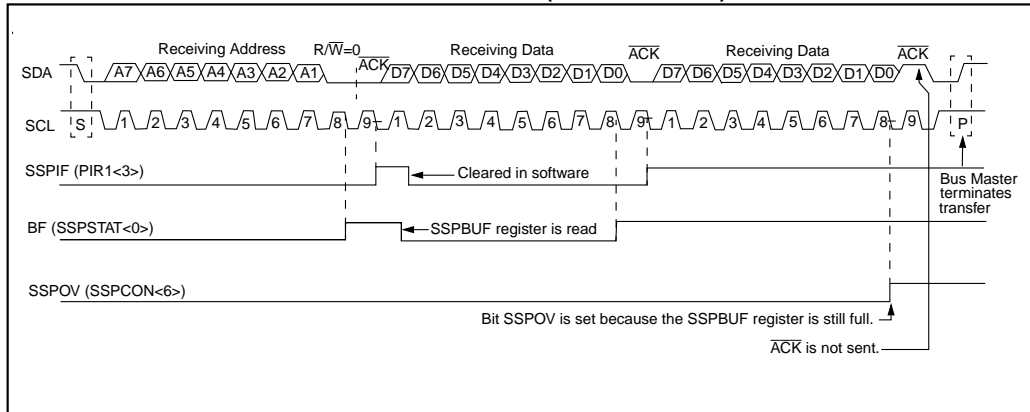 Receiving Address R/W̅=0 Receiving Data Receiving Data
A̅C̅K̅ A̅C̅K̅ A̅C̅K̅
SDA A7 A6 A5 A4 A3 A2 A1 D7 D6 D5 D4 D3 D2 D1 D0 D7 D6 D5 D4 D3 D2 D1 D0
SCL S 1 2 3 4 5 6 7 8 9 1 2 3 4 5 6 7 8 9 1 2 3 4 5 6 7 8 9 P
SSPIF (PIR1<3>)
Cleared in software
Bus Master
terminates
transfer
BF (SSPSTAT<0>)
SSPBUF register is read
SSPOV (SSPCON<6>)
Bit SSPOV is set because the SSPBUF register is still full.
A̅C̅K̅ is not sent.